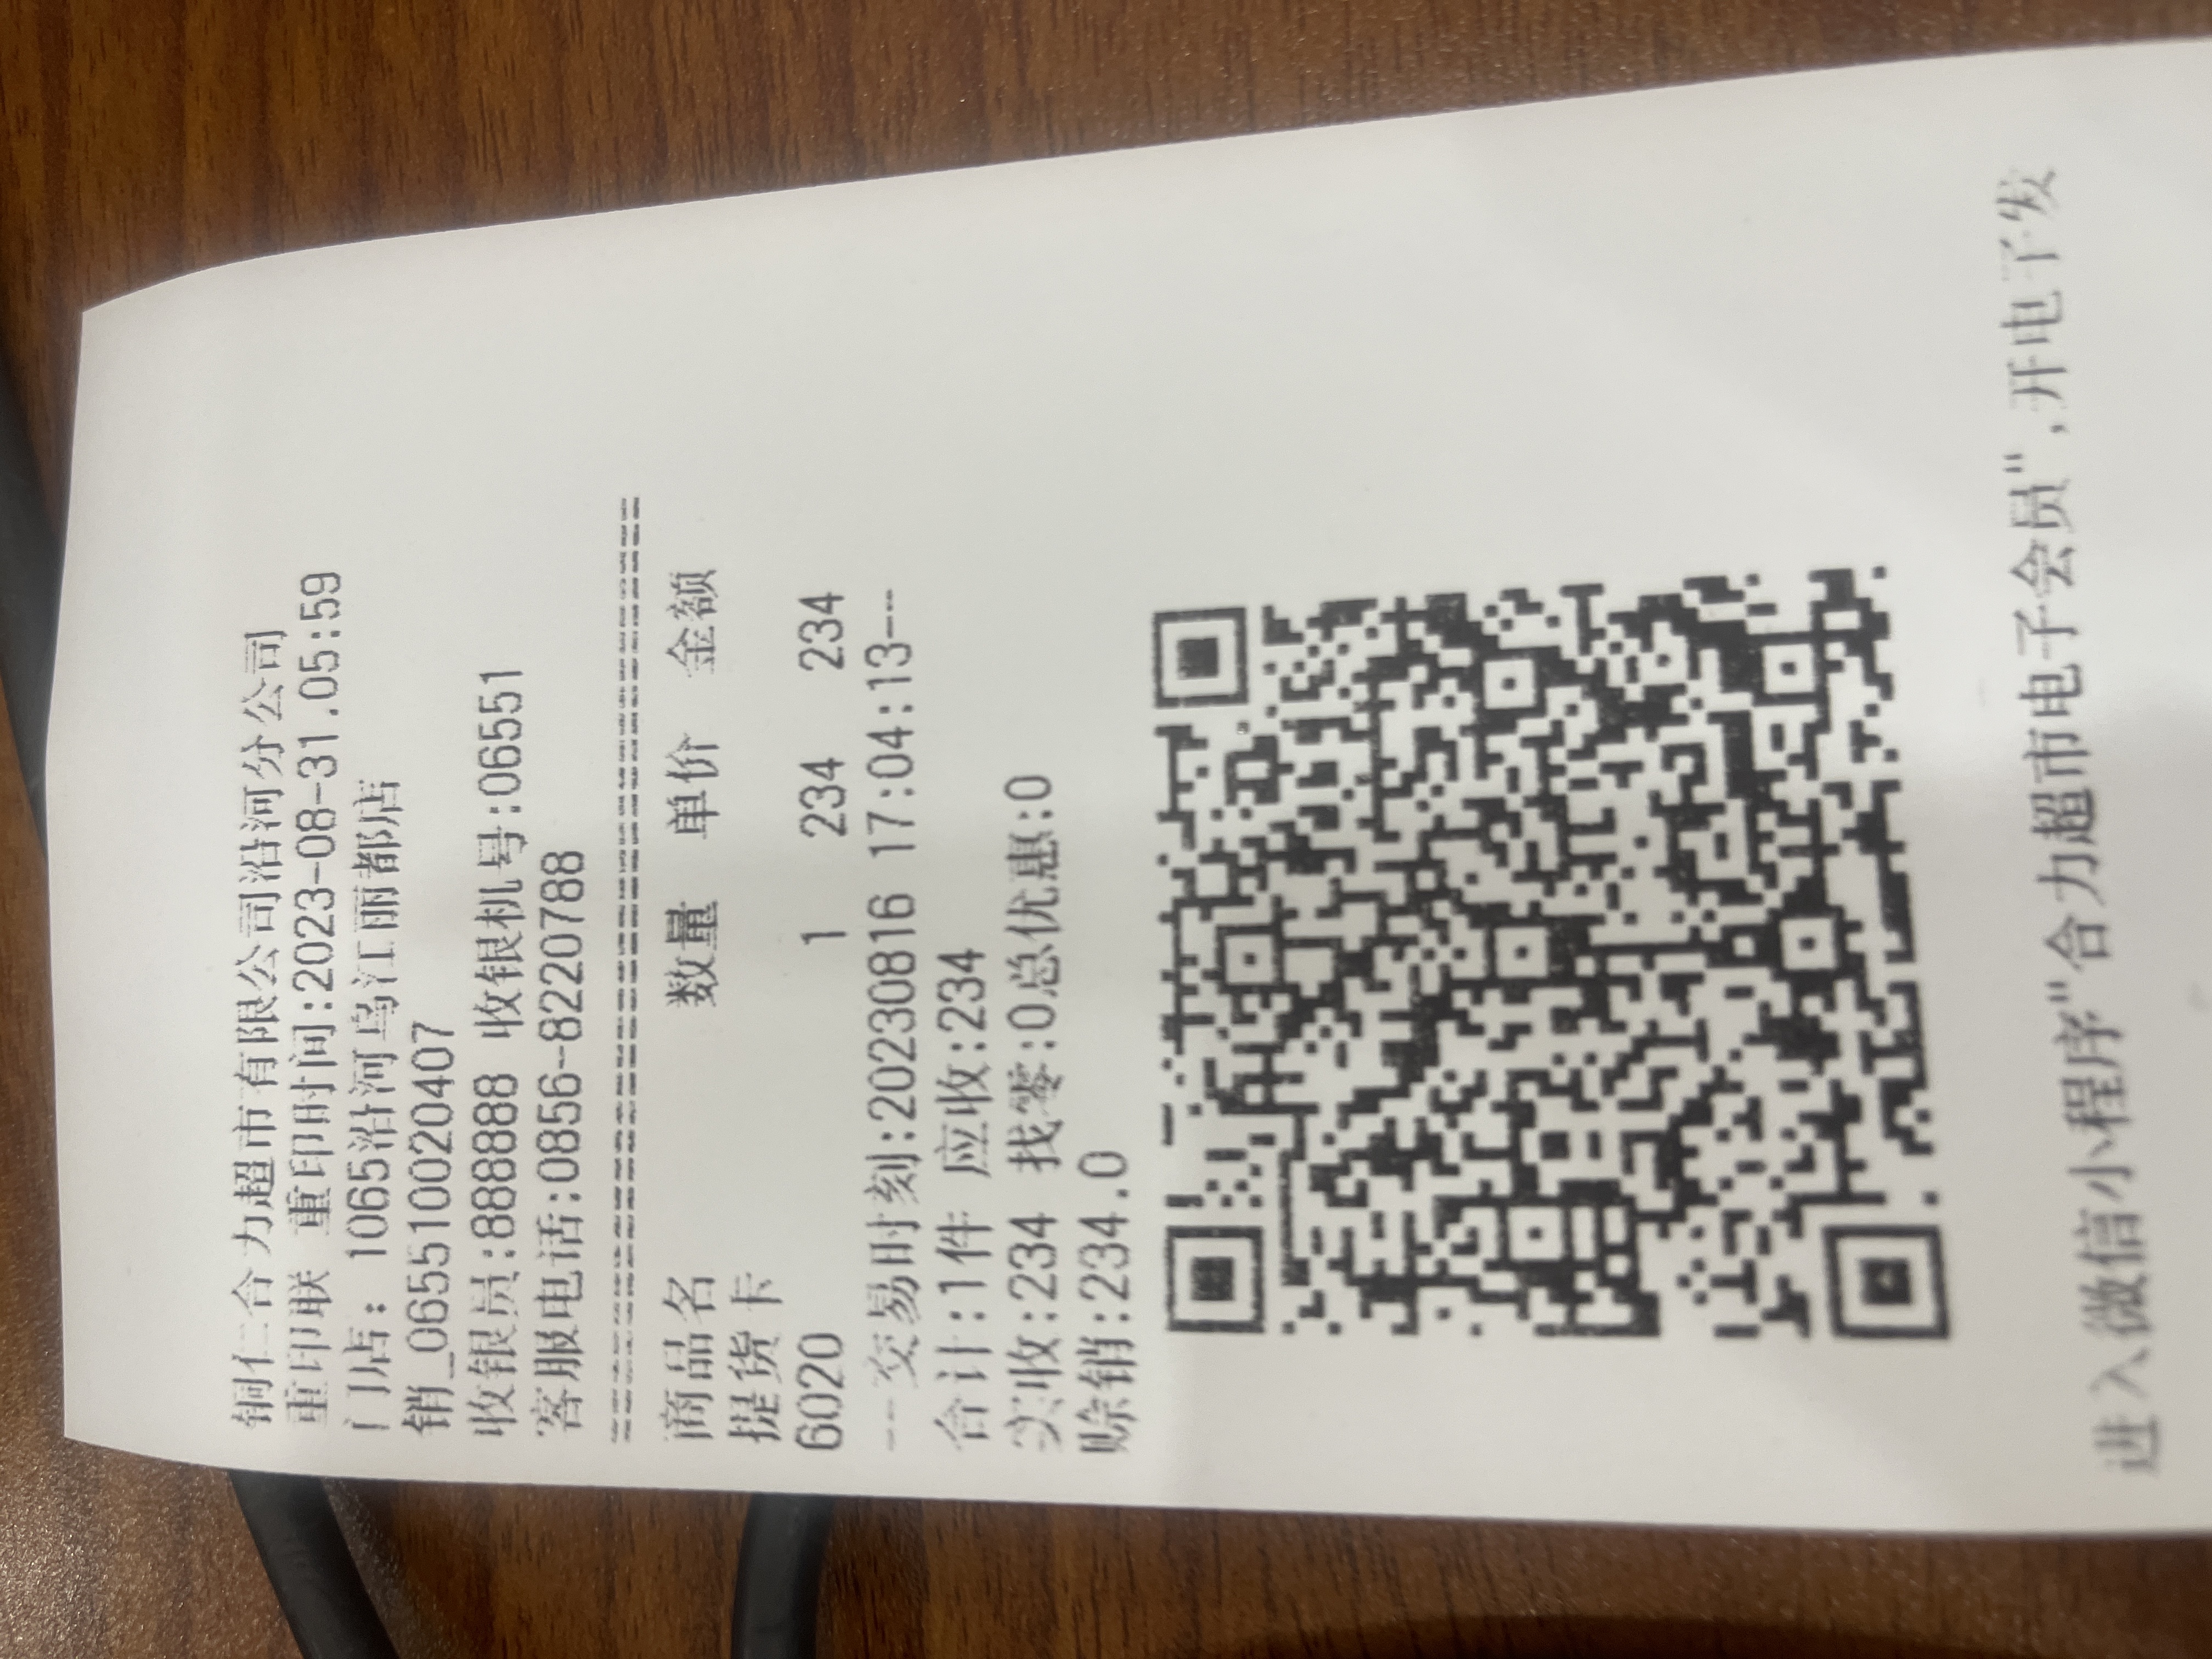 铜仁合力超市有限公司沿河分公司
重印联 重印时间:2023-08-31.05:59
门店: 1065沿河乌江丽都店
销_065510020407
收银员:888888 收银机号:06551
客服电话:0856-8220788
商品名 数量 单价 金额
提货卡
6020 1 234 234
--交易时刻:20230816 17:04:13--
合计:1件 应收:234
实收:234 找零:0总优惠:0
赊销:234.0
进入微信小程序"合力超市电子会员",开电子发